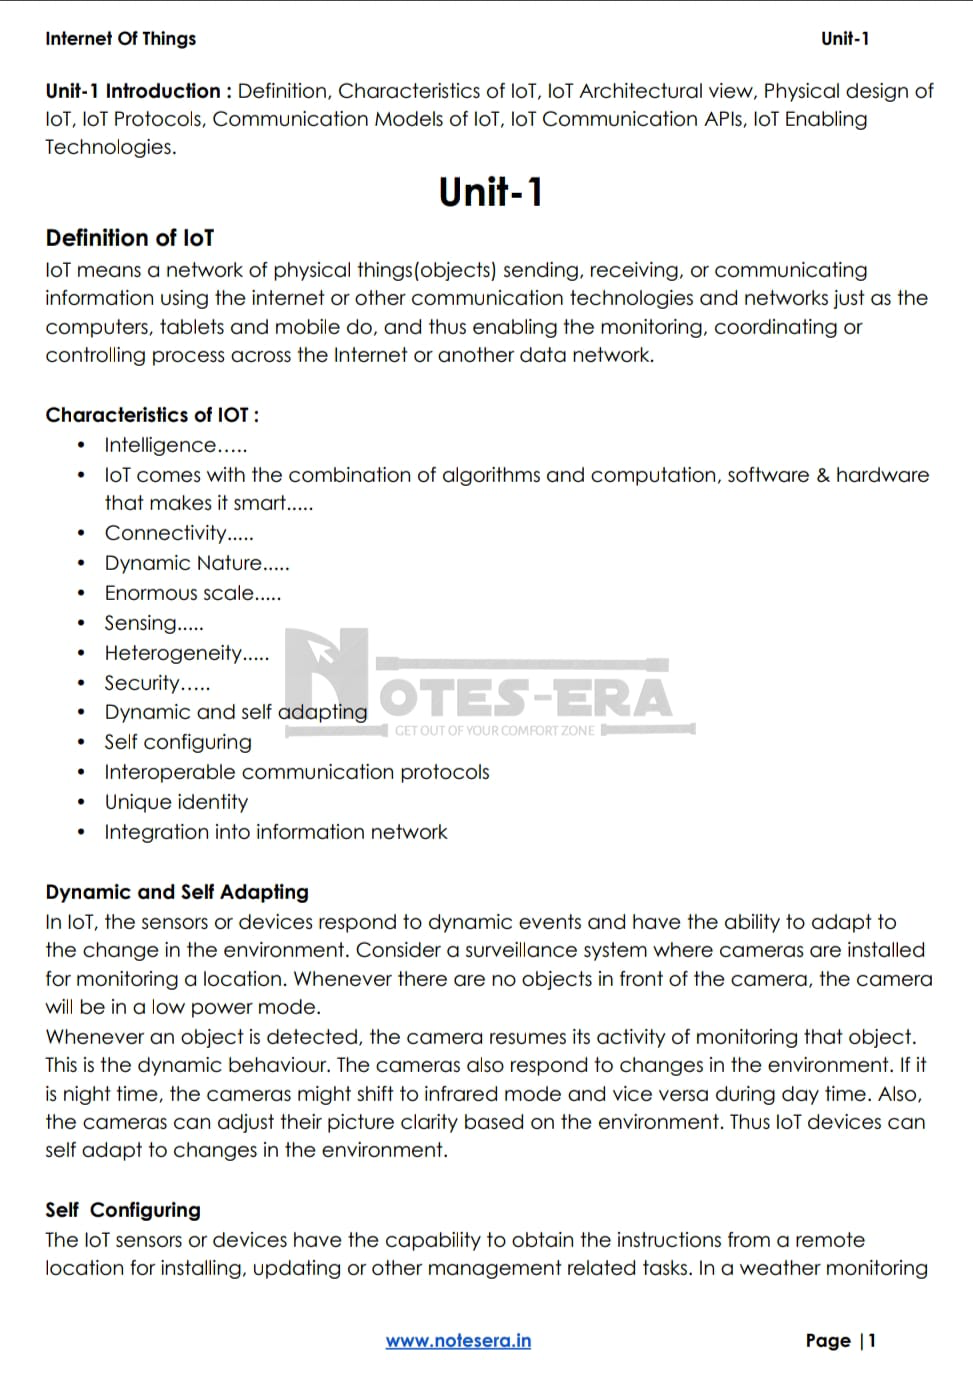 Internet Of Things Unit-1
Unit-1 Introduction : Definition, Characteristics of IoT, IoT Architectural view, Physical design of
IoT, IoT Protocols, Communication Models of IoT, IoT Communication APIs, IoT Enabling
Technologies.
Unit-1
Definition of IoT
IoT means a network of physical things(objects) sending, receiving, or communicating
information using the internet or other communication technologies and networks just as the
computers, tablets and mobile do, and thus enabling the monitoring, coordinating or
controlling process across the Internet or another data network.
Characteristics of IOT :
• Intelligence.....
• IoT comes with the combination of algorithms and computation, software & hardware
that makes it smart.....
• Connectivity.....
• Dynamic Nature.....
• Enormous scale.....
• Sensing.....
• Heterogeneity.....
• Security.....
NOTES-ERA
• Dynamic and self adapting
GET OUT OF YOUR COMFORT ZONE
• Self configuring
• Interoperable communication protocols
• Unique identity
• Integration into information network
Dynamic and Self Adapting
In IoT, the sensors or devices respond to dynamic events and have the ability to adapt to
the change in the environment. Consider a surveillance system where cameras are installed
for monitoring a location. Whenever there are no objects in front of the camera, the camera
will be in a low power mode.
Whenever an object is detected, the camera resumes its activity of monitoring that object.
This is the dynamic behaviour. The cameras also respond to changes in the environment. If it
is night time, the cameras might shift to infrared mode and vice versa during day time. Also,
the cameras can adjust their picture clarity based on the environment. Thus IoT devices can
self adapt to changes in the environment.
Self  Configuring
The IoT sensors or devices have the capability to obtain the instructions from a remote
location for installing, updating or other management related tasks. In a weather monitoring
www.notesera.in Page |1